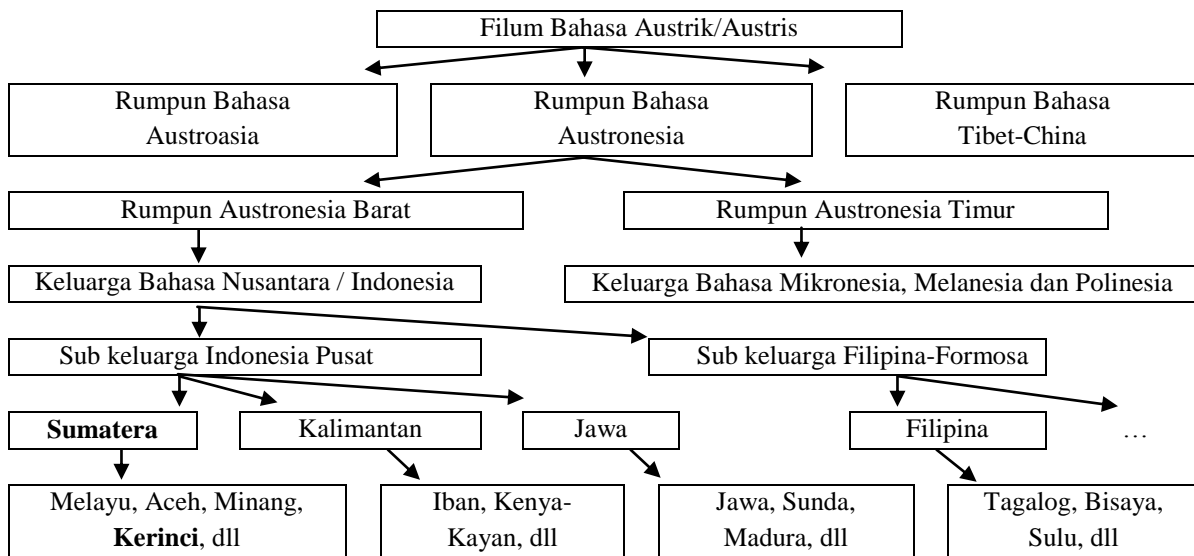 Filum Bahasa Austrik/Austris
Rumpun Bahasa
Austroasia
Rumpun Bahasa
Austronesia
Rumpun Bahasa
Tibet-China
Rumpun Austronesia Barat
Rumpun Austronesia Timur
Keluarga Bahasa Nusantara / Indonesia
Keluarga Bahasa Mikronesia, Melanesia dan Polinesia
Sub keluarga Indonesia Pusat
Sub keluarga Filipina-Formosa
Sumatera
Kalimantan
Jawa
Filipina
…
Melayu, Aceh, Minang,
Kerinci, dll
Iban, Kenya-
Kayan, dll
Jawa, Sunda,
Madura, dll
Tagalog, Bisaya,
Sulu, dll